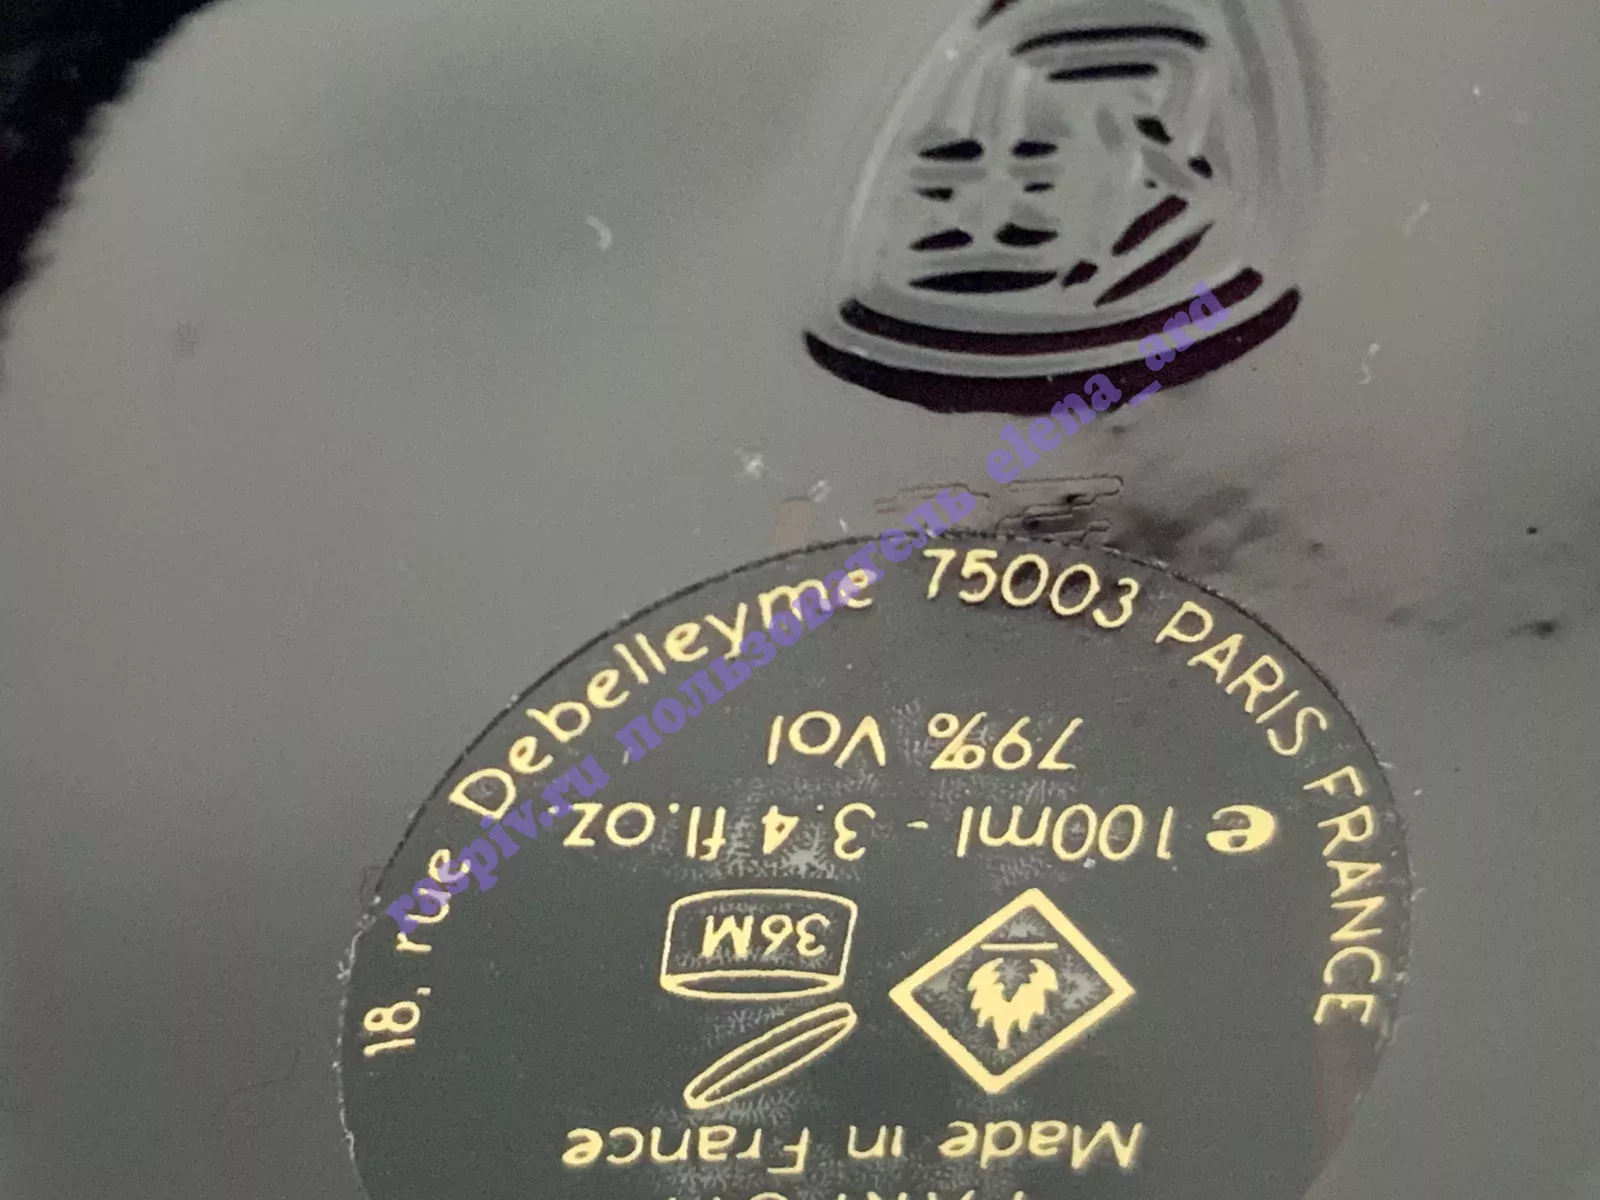 18, rue Debelleyme 75003 PARIS FRANCE
Made in France
36M
e 100ml - 3.4 fl.oz.
79% Vol
raspiv.ru пользователь elena_ard